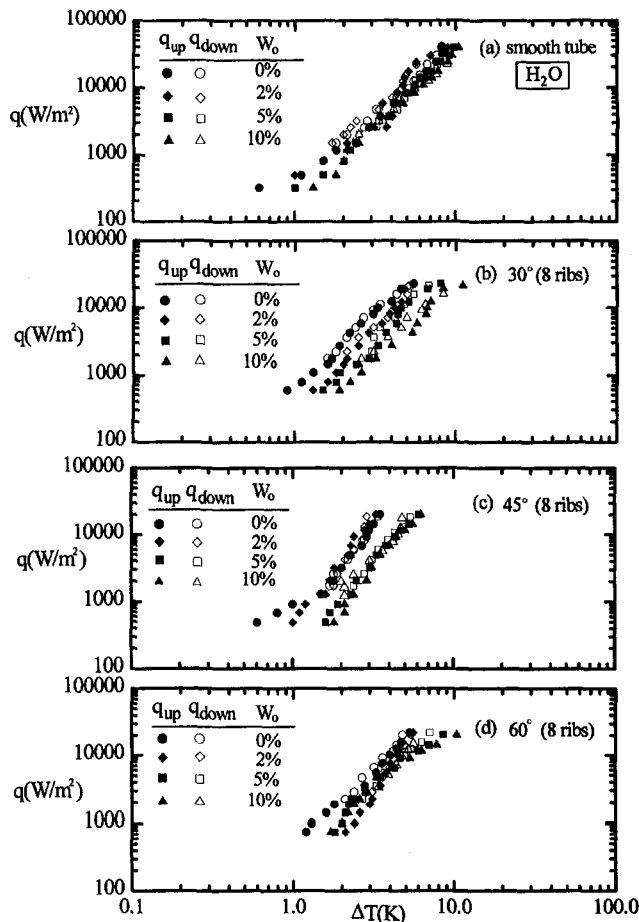 100000
10000
q(W/m²)
1000
100
q_up q_down W_o
0%
2%
5%
10%
(a) smooth tube
H₂O
100000
10000
q(W/m²)
1000
100
q_up q_down W_o
0%
2%
5%
10%
(b) 30° (8 ribs)
100000
10000
q(W/m²)
1000
100
q_up q_down W_o
0%
2%
5%
10%
(c) 45° (8 ribs)
100000
10000
q(W/m²)
1000
100
q_up q_down W_o
0%
2%
5%
10%
(d) 60° (8 ribs)
0.1 1.0 10.0 100.0
ΔT(K)